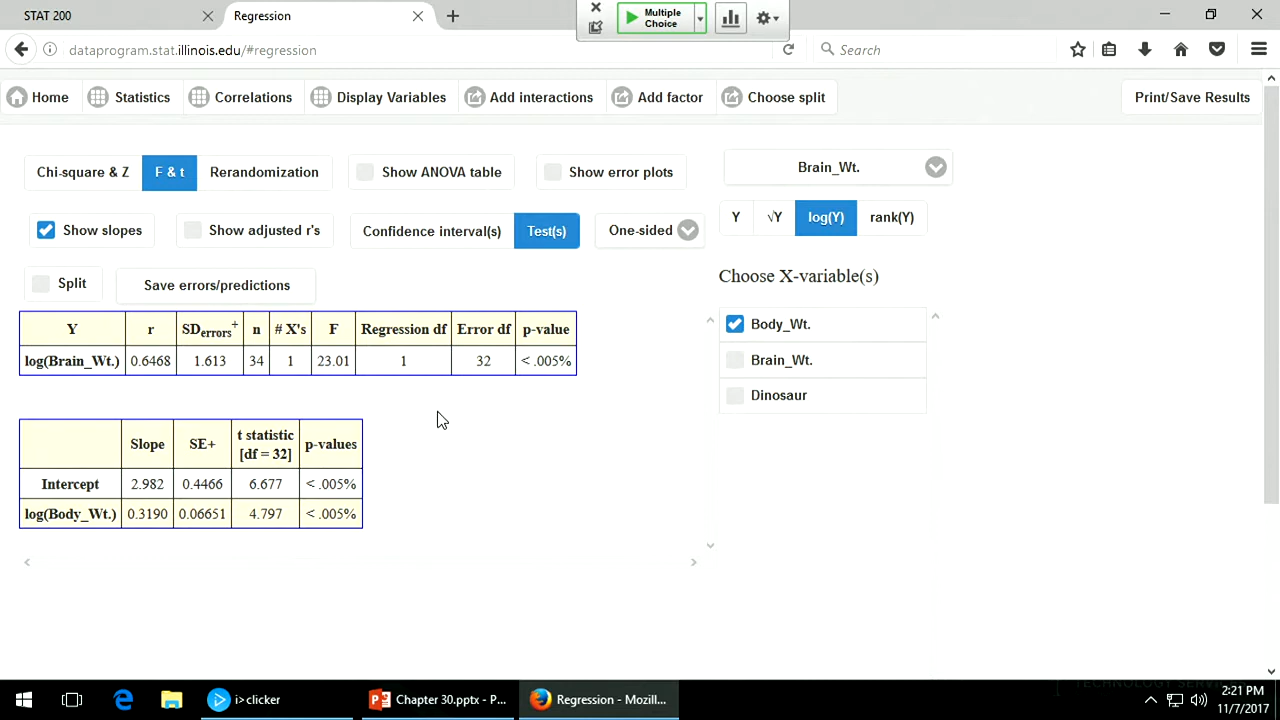 STAT 200
Regression
Multiple Choice
dataprogram.stat.illinois.edu/#regression
Search
Home
Statistics
Correlations
Display Variables
Add interactions
Add factor
Choose split
Print/Save Results
Chi-square & Z
F & t
Rerandomization
Show ANOVA table
Show error plots
Brain_Wt.
Show slopes
Show adjusted r's
Confidence interval(s)
Test(s)
One-sided
Y
√Y
log(Y)
rank(Y)
Split
Save errors/predictions
Choose X-variable(s)
Body_Wt.
Brain_Wt.
Dinosaur
Y r SDerrors+ n # X's F Regression df Error df p-value
log(Brain_Wt.) 0.6468 1.613 34 1 23.01 1 32 < .005%
Slope SE+ t statistic [df = 32] p-values
Intercept 2.982 0.4466 6.677 < .005%
log(Body_Wt.) 0.3190 0.06651 4.797 < .005%
TECHNOLOGY SERVICES
i>clicker
Chapter 30.pptx - P...
Regression - Mozill...
2:21 PM
11/7/2017